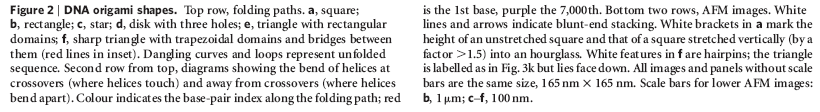 Figure 2 | DNA origami shapes. Top row, folding paths. a, square;
b, rectangle; c, star; d, disk with three holes; e, triangle with rectangular
domains; f, sharp triangle with trapezoidal domains and bridges between
them (red lines in inset). Dangling curves and loops represent unfolded
sequence. Second row from top, diagrams showing the bend of helices at
crossovers (where helices touch) and away from crossovers (where helices
bend apart). Colour indicates the base-pair index along the folding path; red
is the 1st base, purple the 7,000th. Bottom two rows, AFM images. White
lines and arrows indicate blunt-end stacking. White brackets in a mark the
height of an unstretched square and that of a square stretched vertically (by a
factor >1.5) into an hourglass. White features in f are hairpins; the triangle
is labelled as in Fig. 3k but lies face down. All images and panels without scale
bars are the same size, 165 nm × 165 nm. Scale bars for lower AFM images:
b, 1 μm; c–f, 100 nm.